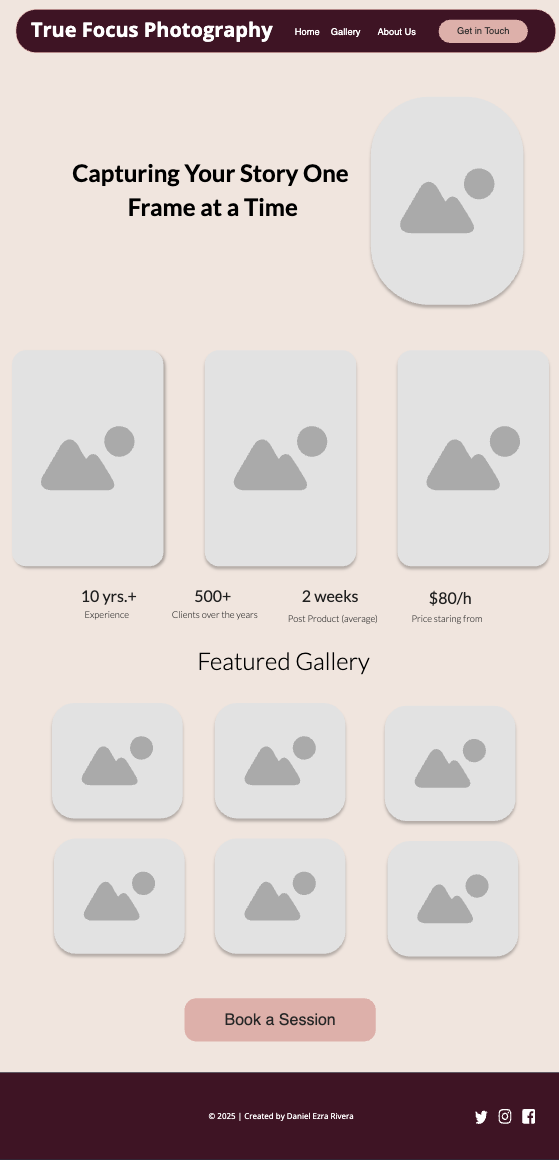 True Focus Photography
Home Gallery About Us Get in Touch
Capturing Your Story One
Frame at a Time
10 yrs.+ 500+ 2 weeks $80/h
Experience Clients over the years Post Product (average) Price staring from
Featured Gallery
Book a Session
© 2025 | Created by Daniel Ezra Rivera